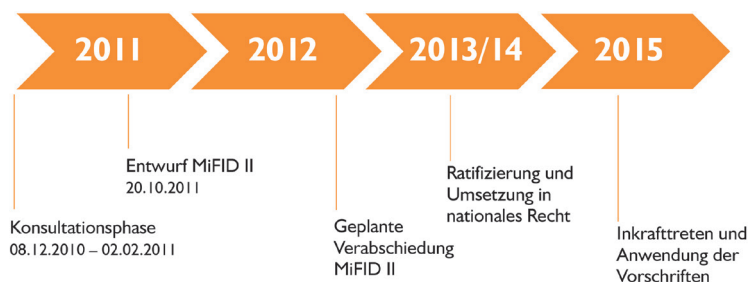 2011
2012
2013/14
2015
Entwurf MiFID II
20.10.2011
Konsultationsphase
08.12.2010 – 02.02.2011
Geplante
Verabschiedung
MiFID II
Ratifizierung und
Umsetzung in
nationales Recht
Inkrafttreten und
Anwendung der
Vorschriften